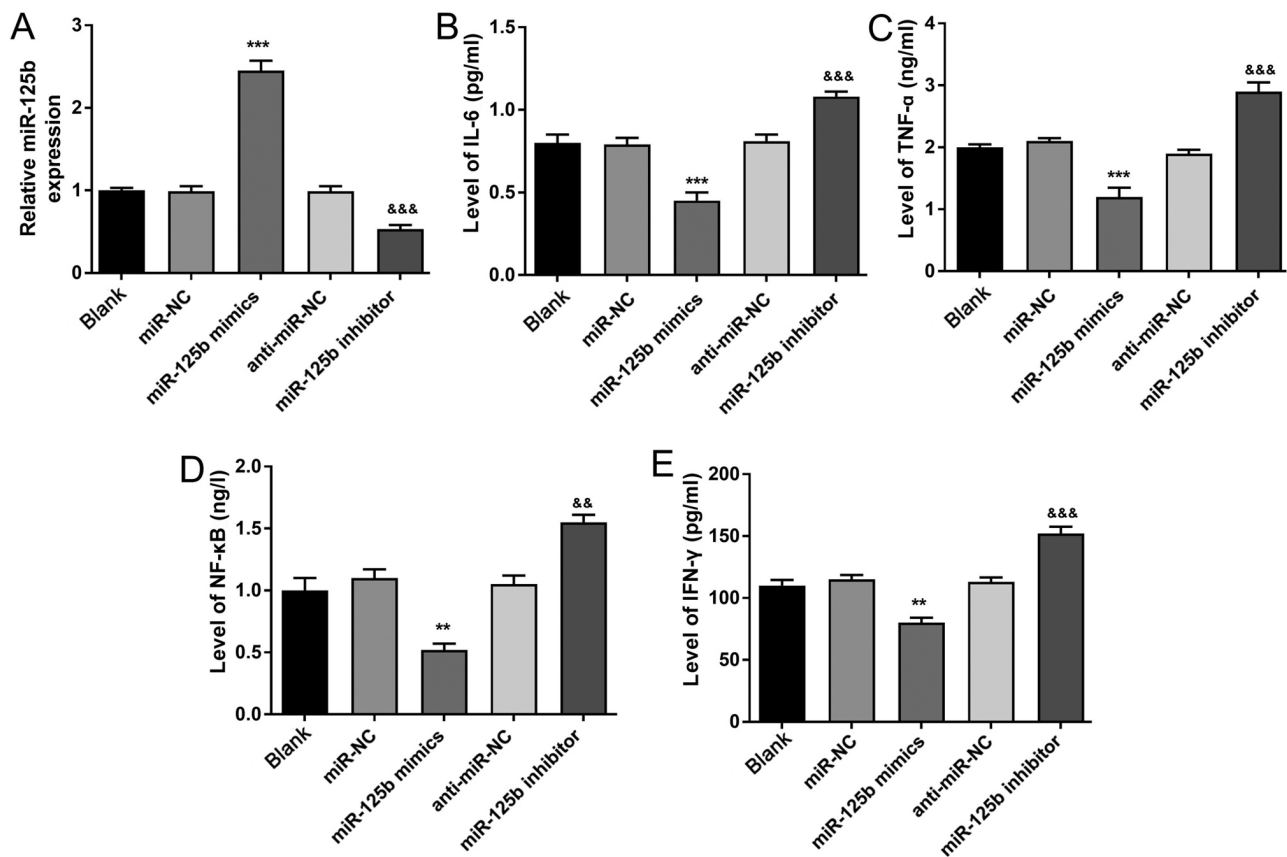 A
Relative miR-125b
expression
3
2
1
0
***
&&&
Blank
miR-NC
miR-125b mimics
anti-miR-NC
miR-125b inhibitor
B
Level of IL-6 (pg/ml)
1.5
1.0
0.5
0.0
***
&&&
Blank
miR-NC
miR-125b mimics
anti-miR-NC
miR-125b inhibitor
C
Level of TNF-α (ng/ml)
4
3
2
1
0
***
&&&
Blank
miR-NC
miR-125b mimics
anti-miR-NC
miR-125b inhibitor
D
Level of NF-κB (ng/l)
2.0
1.5
1.0
0.5
0.0
**
&&
Blank
miR-NC
miR-125b mimics
anti-miR-NC
miR-125b inhibitor
E
Level of IFN-γ (pg/ml)
200
150
100
50
0
**
&&&
Blank
miR-NC
miR-125b mimics
anti-miR-NC
miR-125b inhibitor